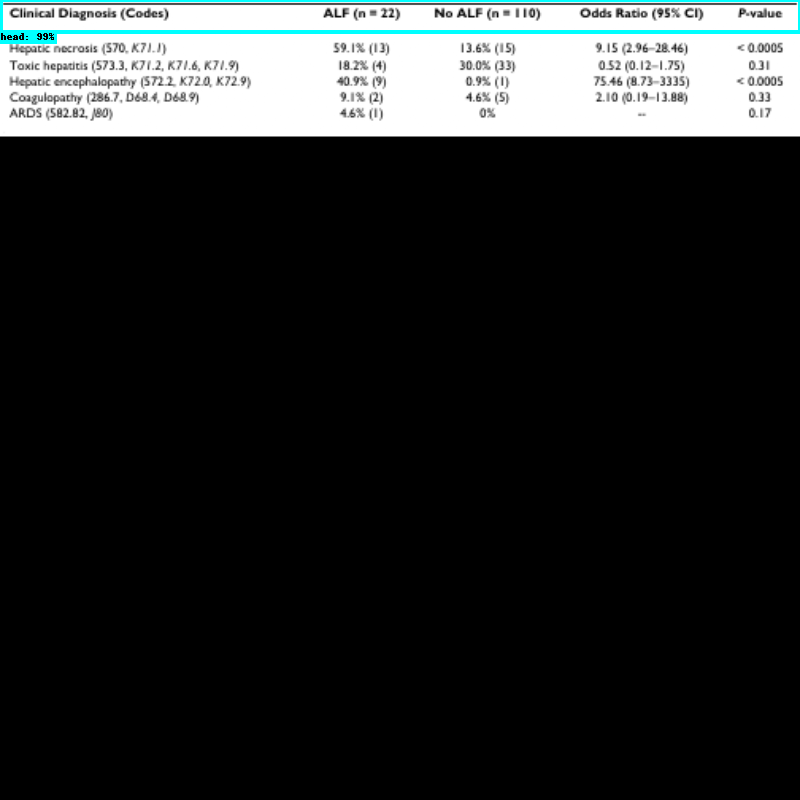 Clinical Diagnosis (Codes) ALF (n = 22) No ALF (n = 110) Odds Ratio (95% CI) P-value
head: 99%
Hepatic necrosis (570, K71.1) 59.1% (13) 13.6% (15) 9.15 (2.96–28.46) < 0.0005
Toxic hepatitis (573.3, K71.2, K71.6, K71.9) 18.2% (4) 30.0% (33) 0.52 (0.12–1.75) 0.31
Hepatic encephalopathy (572.2, K72.0, K72.9) 40.9% (9) 0.9% (1) 75.46 (8.73–3335) < 0.0005
Coagulopathy (286.7, D68.4, D68.9) 9.1% (2) 4.6% (5) 2.10 (0.19–13.88) 0.33
ARDS (582.82, J80) 4.6% (1) 0% -- 0.17